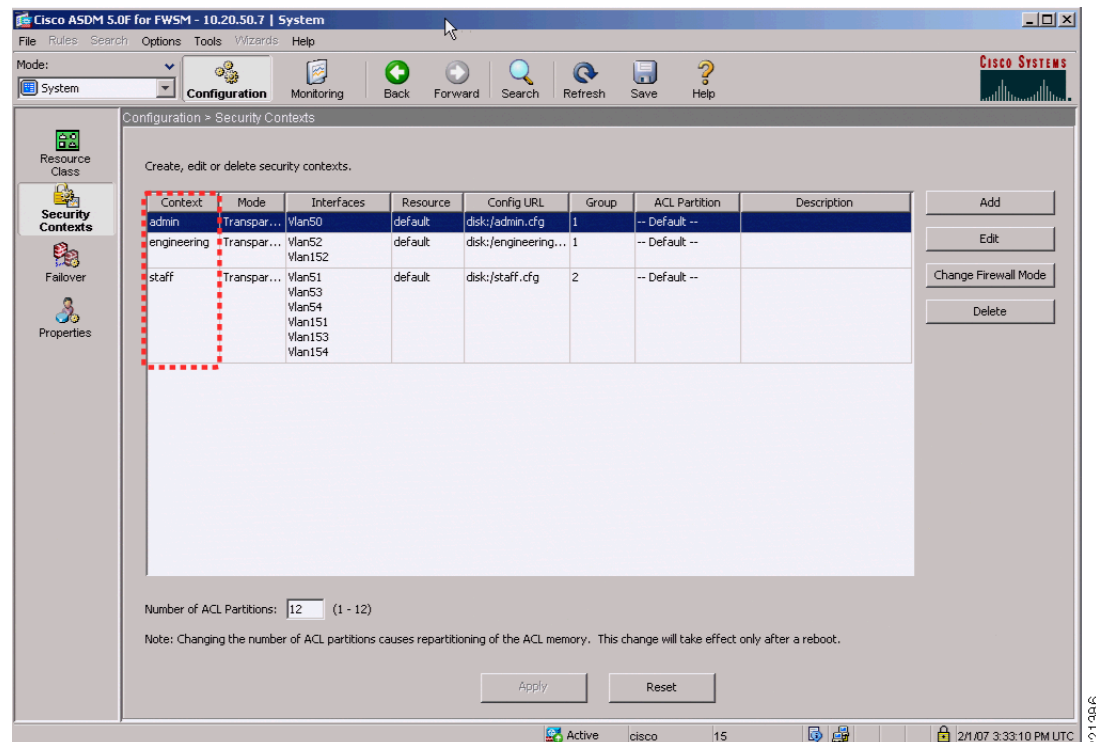 Cisco ASDM 5.0F for FWSM - 10.20.50.7 | System
File Rules Search Options Tools Wizards Help
Mode:
System
Configuration Monitoring Back Forward Search Refresh Save Help
CISCO SYSTEMS
Configuration > Security Contexts
Resource Class
Security Contexts
Failover
Properties
Create, edit or delete security contexts.
Context Mode Interfaces Resource Config URL Group ACL Partition Description
admin Transpar... Vlan50 default disk:/admin.cfg 1 -- Default --
engineering Transpar... Vlan52 default disk:/engineering... 1 -- Default --
Vlan152
staff Transpar... Vlan51 default disk:/staff.cfg 2 -- Default --
Vlan53
Vlan54
Vlan151
Vlan153
Vlan154
Add
Edit
Change Firewall Mode
Delete
Number of ACL Partitions: 12 (1 - 12)
Note: Changing the number of ACL partitions causes repartitioning of the ACL memory. This change will take effect only after a reboot.
Apply Reset
Active cisco 15 2/1/07 3:33:10 PM UTC